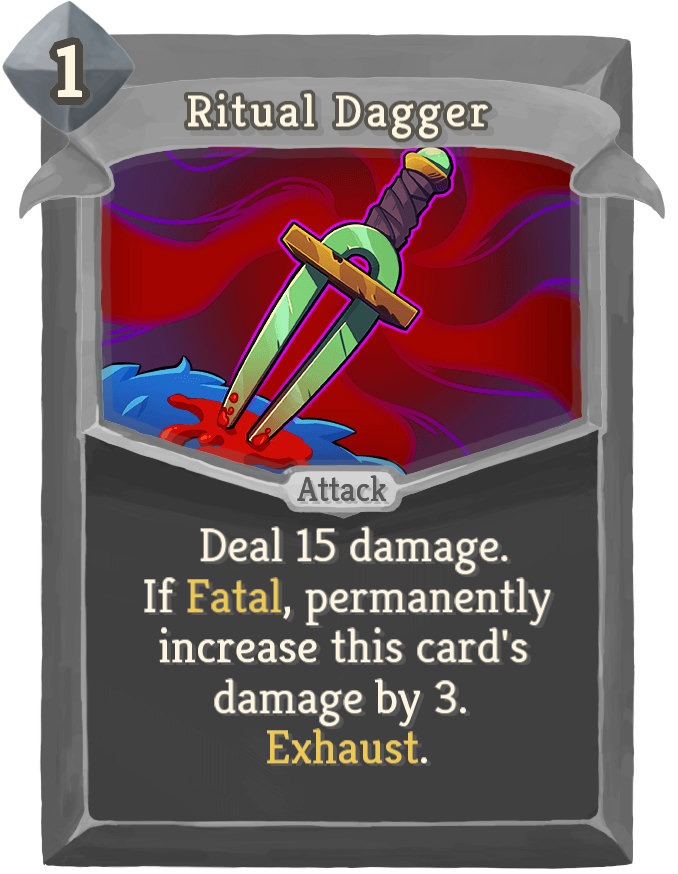 1
Ritual Dagger
Attack
Deal 15 damage.
If Fatal, permanently
increase this card's
damage by 3.
Exhaust.